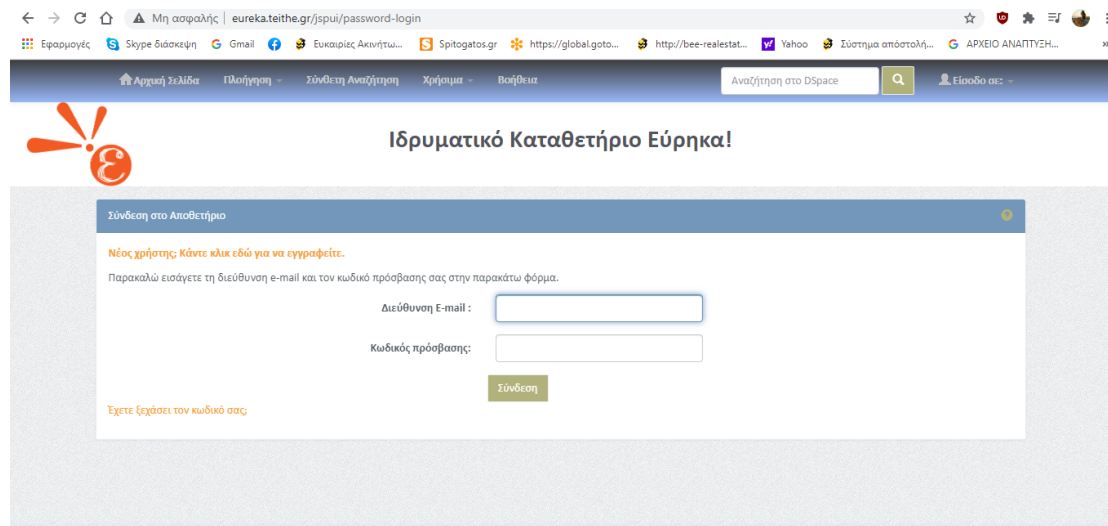 Μη ασφαλής | eureka.teithe.gr/jspui/password-login
Εφαρμογές Skype διάσκεψη Gmail Ευκαιρίες Ακινήτω... Spitogatos.gr https://global.goto... http://bee-realestat... Yahoo Σύστημα απόστολή... ΑΡΧΕΙΟ ΑΝΑΠΤΥΞΗ... »
Αρχική Σελίδα Πλοήγηση Σύνθετη Αναζήτηση Χρήσιμα Βοήθεια Αναζήτηση στο DSpace Είσοδο σε:
Ιδρυματικό Καταθετήριο Εύρηκα!
Σύνδεση στο Αποθετήριο
Νέος χρήστης; Κάντε κλικ εδώ για να εγγραφείτε.
Παρακαλώ εισάγετε τη διεύθυνση e-mail και τον κωδικό πρόσβασης σας στην παρακάτω φόρμα.
Διεύθυνση E-mail :
Κωδικός πρόσβασης:
Σύνδεση
Έχετε ξεχάσει τον κωδικό σας;